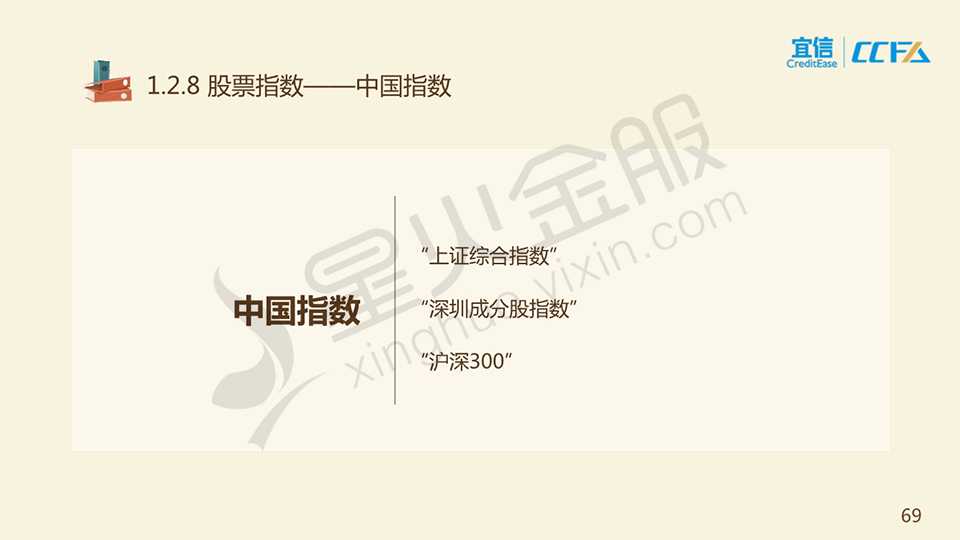 宜信
CreditEase
CCFA
1.2.8 股票指数——中国指数
星火金服
xinghuo.yixin.com
中国指数
“上证综合指数”
“深圳成分股指数”
“沪深300”
69